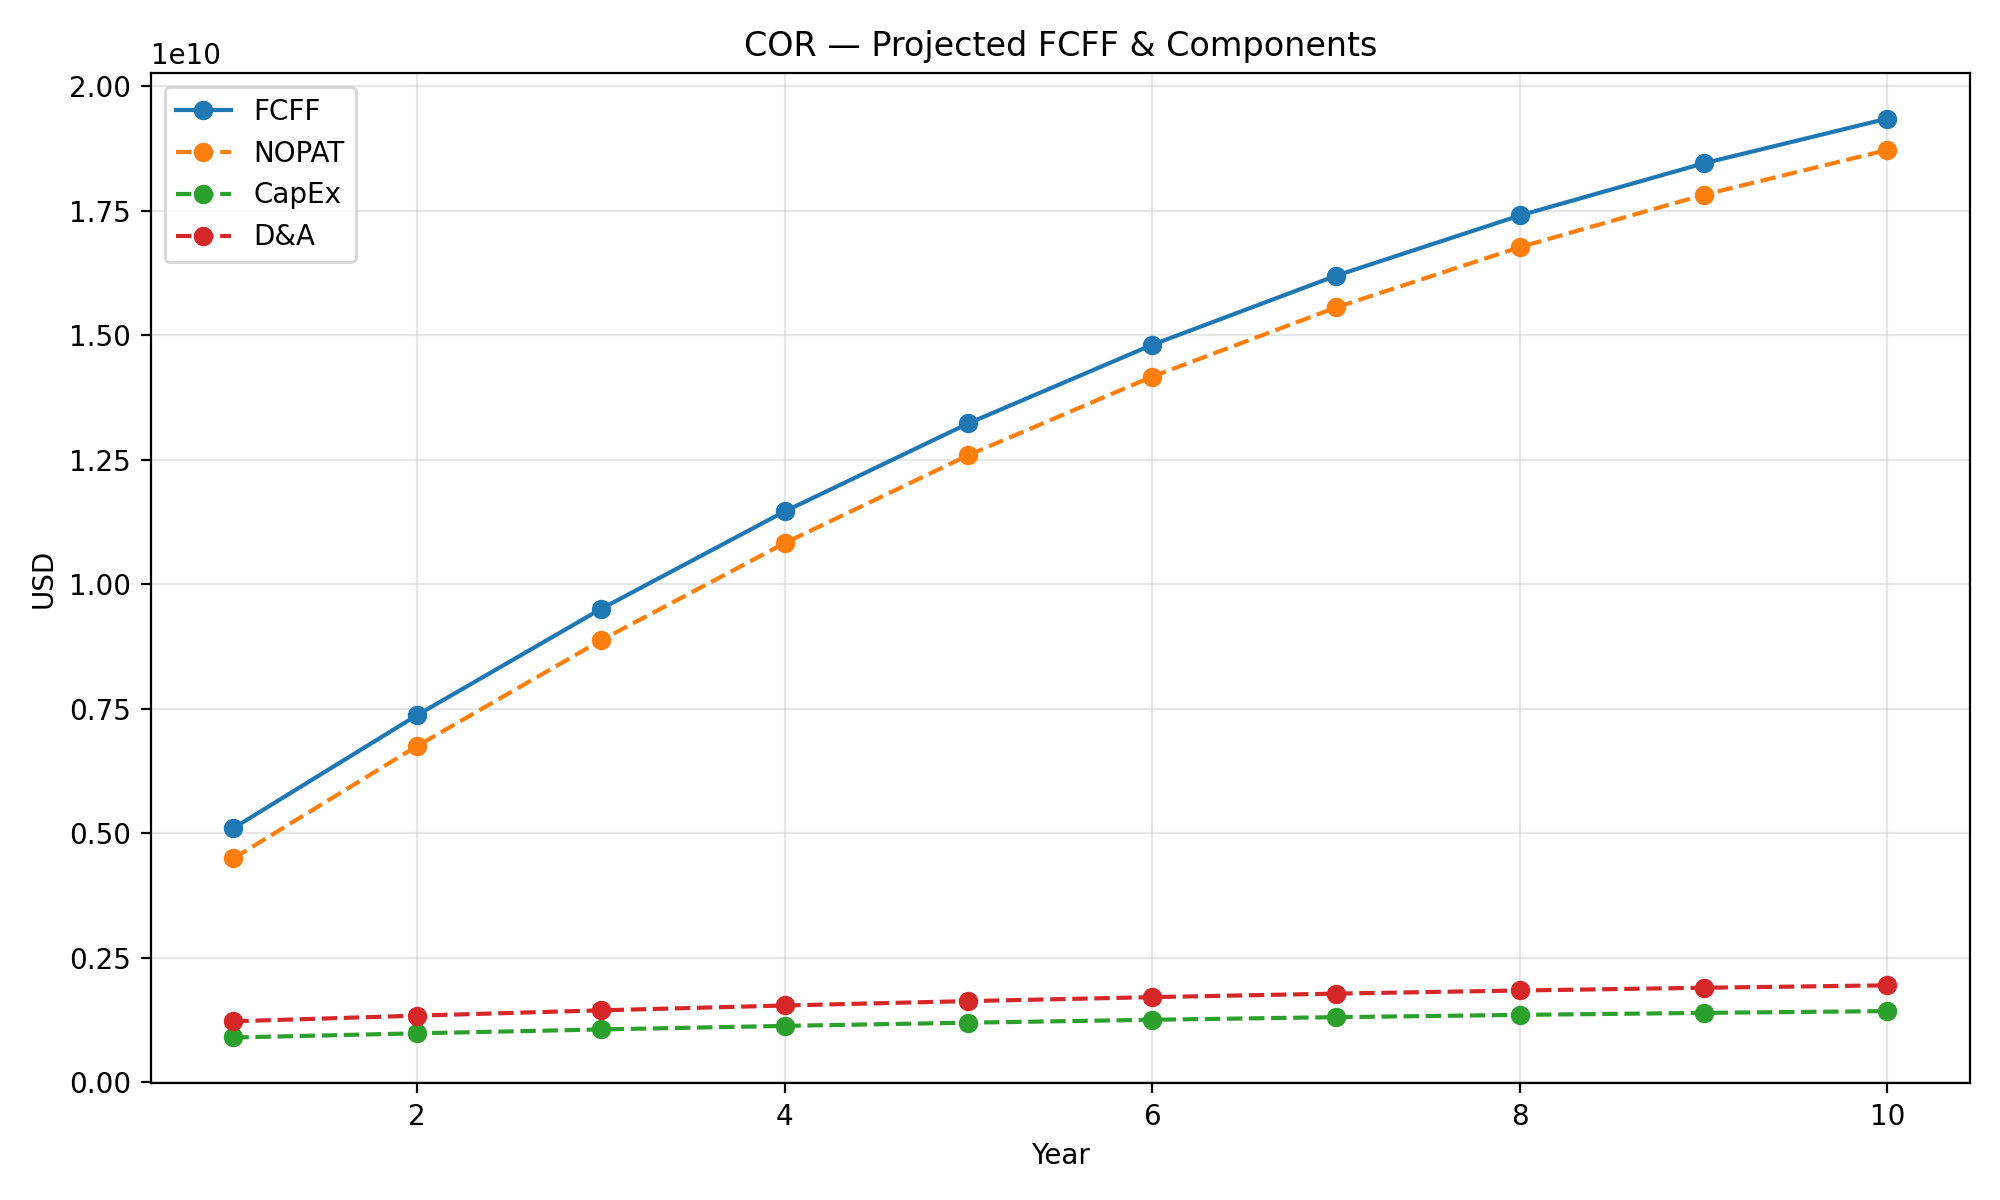 COR — Projected FCFF & Components
1e10
2.00
1.75
1.50
1.25
1.00
0.75
0.50
0.25
0.00
USD
FCFF
NOPAT
CapEx
D&A
2
4
6
8
10
Year